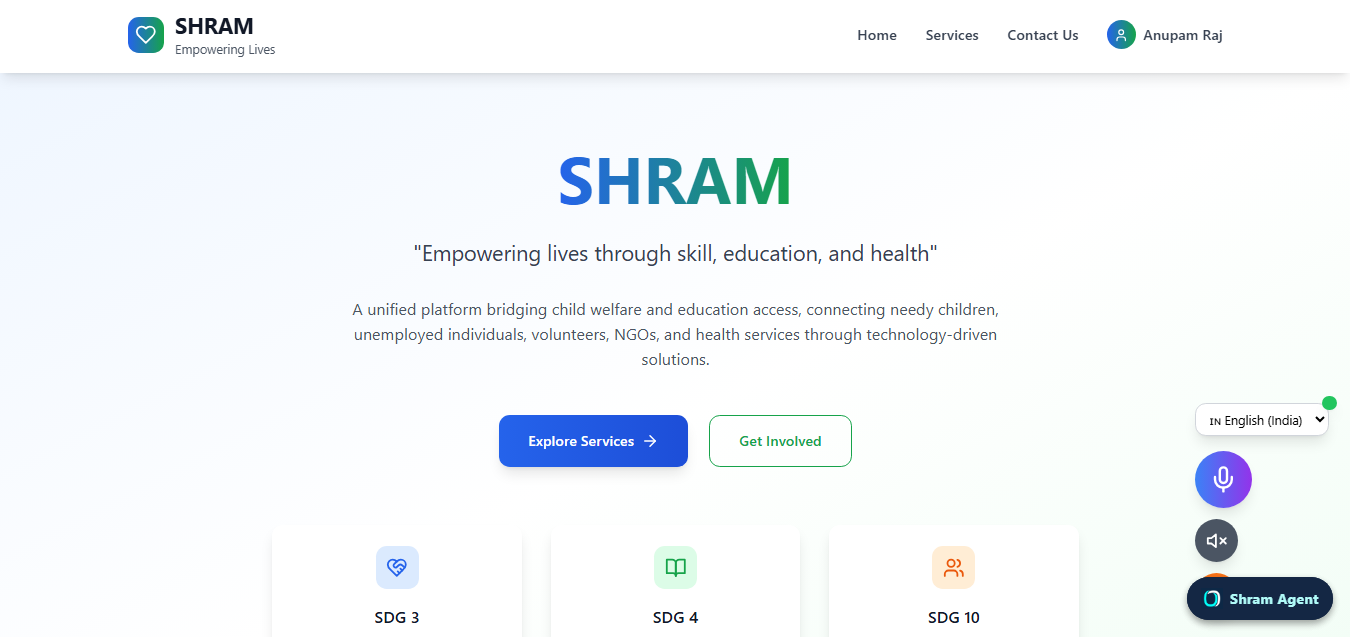 SHRAM
Empowering Lives
Home
Services
Contact Us
Anupam Raj
SHRAM
"Empowering lives through skill, education, and health"
A unified platform bridging child welfare and education access, connecting needy children,
unemployed individuals, volunteers, NGOs, and health services through technology-driven
solutions.
Explore Services →
Get Involved
IN English (India)
SDG 3
SDG 4
SDG 10
Shram Agent